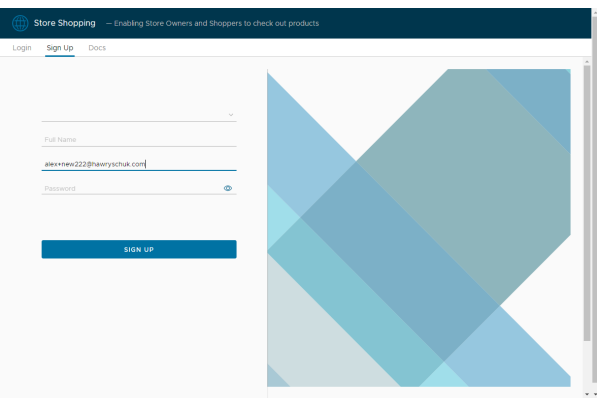 Store Shopping — Enabling Store Owners and Shoppers to check out products
Login Sign Up Docs
Full Name
alex+new222@hawryschuk.com
Password
SIGN UP